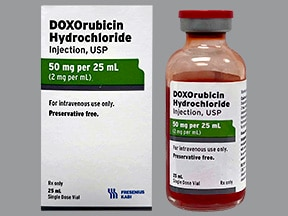 DOXOrubicin
Hydrochloride
Injection, USP
50 mg per 25 mL
(2 mg per mL)
For intravenous use only.
Preservative free.
Rx only
25 mL
Single Dose Vial
FRESENIUS
KABI
DOXOrubicin
Hydrochloride
Injection, USP
50 mg per 25 mL
(2 mg per mL)
For intravenous use only.
Preservative free.
Rx only
25 mL
Single Dose Vial